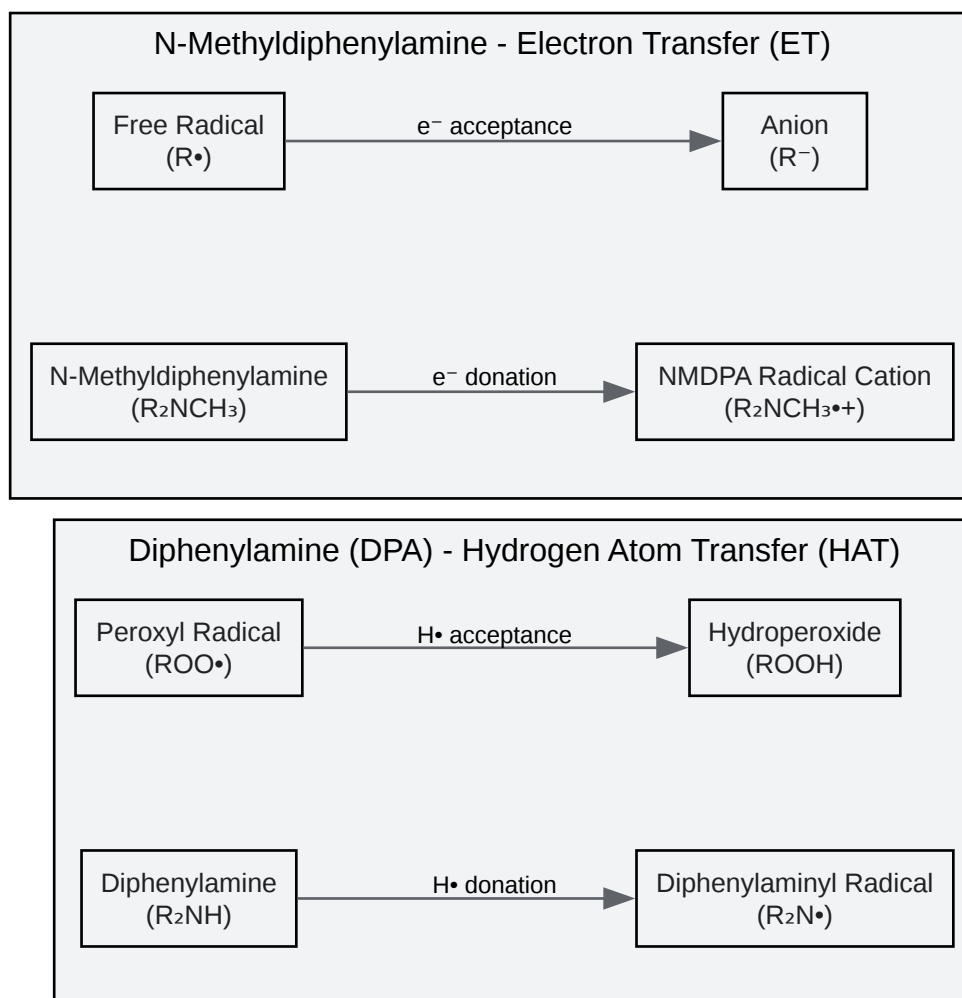 N-Methyldiphenylamine - Electron Transfer (ET)
Free Radical
(R•)
e⁻ acceptance
Anion
(R⁻)
N-Methyldiphenylamine
(R₂NCH₃)
e⁻ donation
NMDPA Radical Cation
(R₂NCH₃•+)
Diphenylamine (DPA) - Hydrogen Atom Transfer (HAT)
Peroxyl Radical
(ROO•)
H• acceptance
Hydroperoxide
(ROOH)
Diphenylamine
(R₂NH)
H• donation
Diphenylaminyl Radical
(R₂N•)